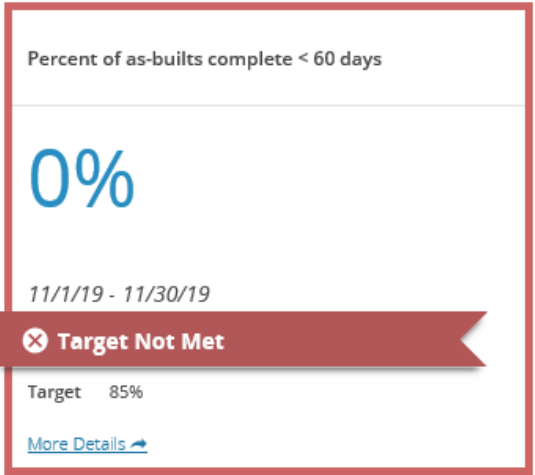 Percent of as-builts complete < 60 days
0%
11/1/19 - 11/30/19
Target Not Met
Target 85%
More Details